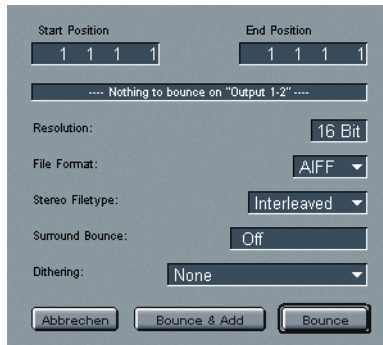 Start Position End Position
1 1 1 1 1 1 1 1
---- Nothing to bounce on "Output 1-2" ----
Resolution: 16 Bit
File Format: AIFF
Stereo Filetype: Interleaved
Surround Bounce: Off
Dithering: None
Abbrechen Bounce & Add Bounce